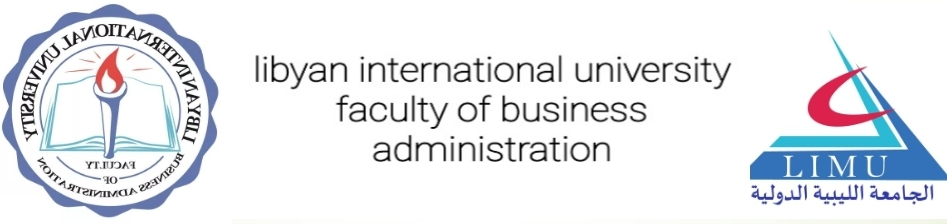 LIBYAN INTERNATIONAL UNIVERSITY
FACULTY
OF
BUSINESS ADMINISTRATION
libyan international university
faculty of business
administration
LIMU
الجامعة الليبية الدولية